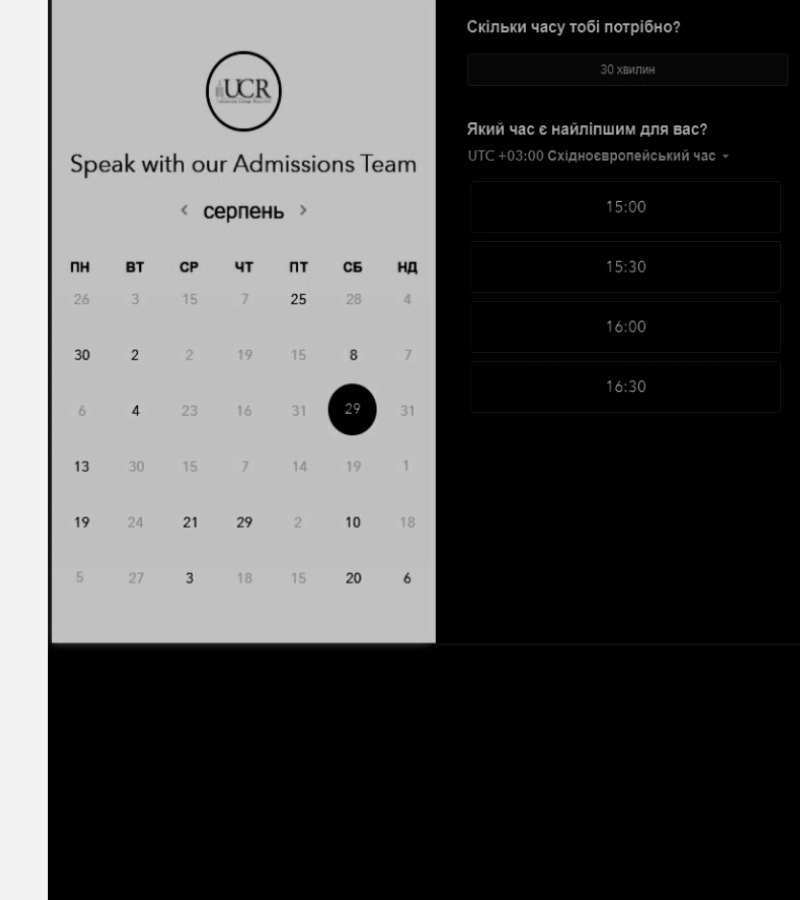 UCR
Speak with our Admissions Team
‹ серпень ›
ПН ВТ СР ЧТ ПТ СБ НД
26 3 15 7 25 28 4
30 2 2 19 15 8 7
6 4 23 16 31 29 31
13 30 15 7 14 19 1
19 24 21 29 2 10 18
5 27 3 18 15 20 6
Скільки часу тобі потрібно?
30 хвилин
Який час є найліпшим для вас?
UTC +03:00 Східноєвропейський час
15:00
15:30
16:00
16:30